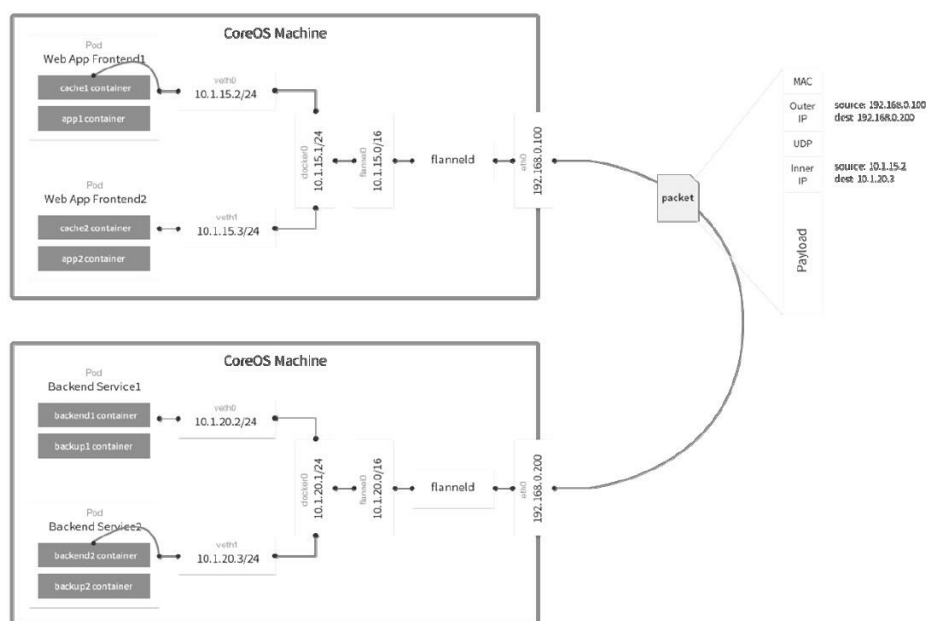 CoreOS Machine
Pod
Web App Frontend1
cache1 container
app1 container
veth0
10.1.15.2/24
Pod
Web App Frontend2
cache2 container
app2 container
veth1
10.1.15.3/24
docker0
10.1.15.1/24
flannel0
10.1.15.0/16
flanneld
eth0
192.168.0.100
packet
MAC
Outer
IP
source: 192.168.0.100
dest: 192.168.0.200
UDP
Inner
IP
source: 10.1.15.2
dest: 10.1.20.3
Payload
CoreOS Machine
Pod
Backend Service1
backend1 container
backup1 container
veth0
10.1.20.2/24
Pod
Backend Service2
backend2 container
backup2 container
veth1
10.1.20.3/24
docker0
10.1.20.1/24
flannel0
10.1.20.0/16
flanneld
eth0
192.168.0.200